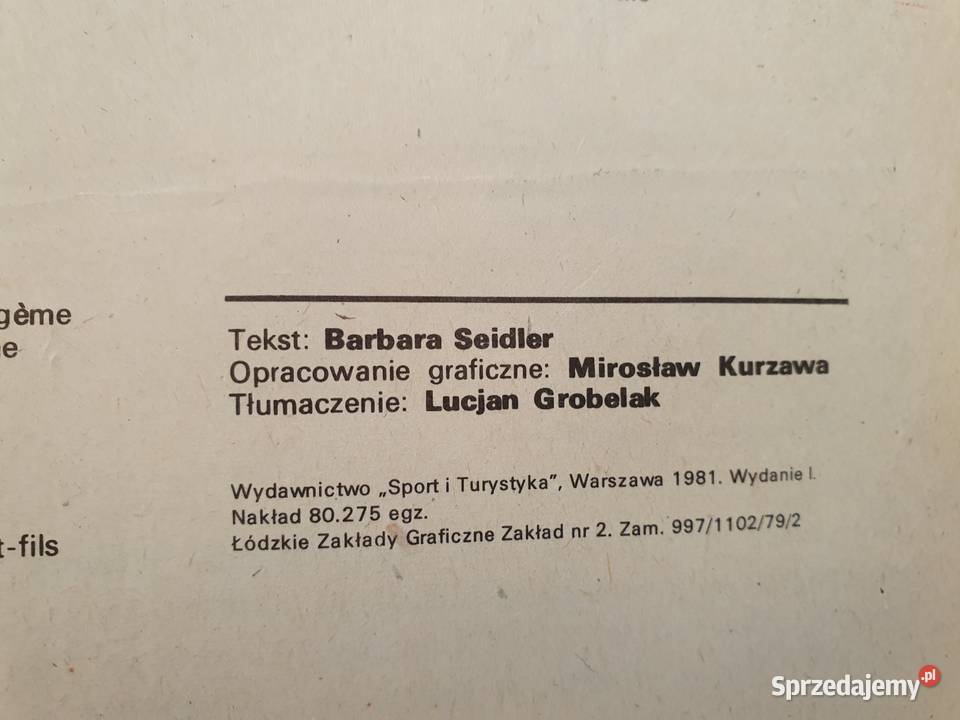 gème
e
t-fils
Tekst: Barbara Seidler
Opracowanie graficzne: Mirosław Kurzawa
Tłumaczenie: Lucjan Grobelak
Wydawnictwo „Sport i Turystyka”, Warszawa 1981. Wydanie I.
Nakład 80.275 egz.
Łódzkie Zakłady Graficzne Zakład nr 2. Zam. 997/1102/79/2
Sprzedajemy.pl